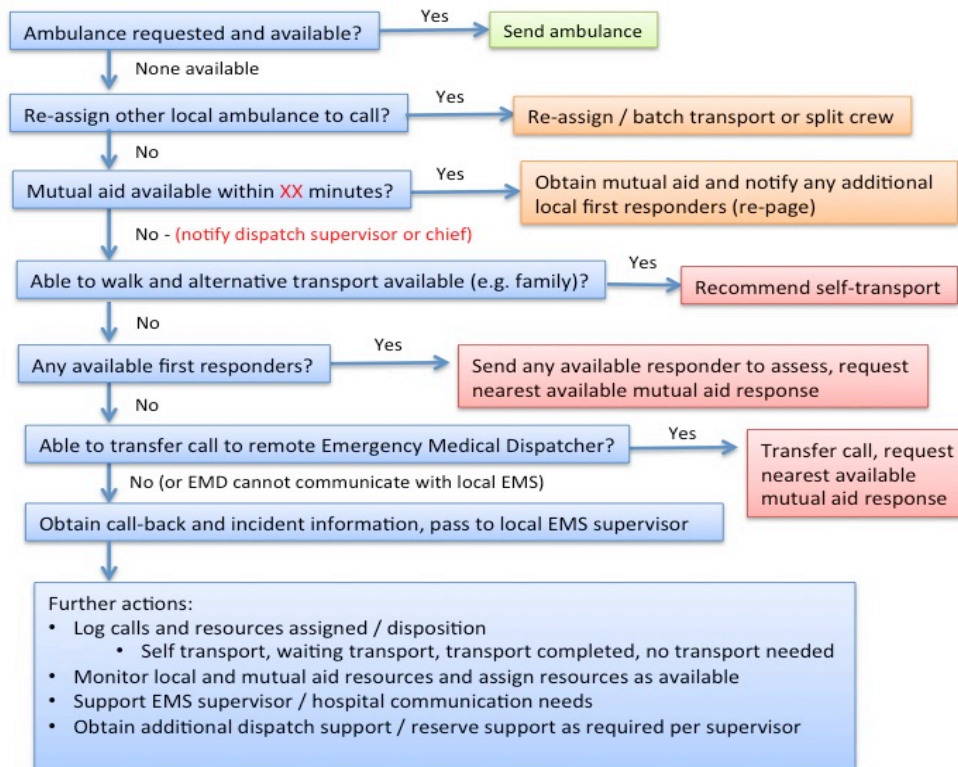 Ambulance requested and available?
Yes
Send ambulance
None available
Re-assign other local ambulance to call?
Yes
Re-assign / batch transport or split crew
No
Mutual aid available within XX minutes?
Yes
Obtain mutual aid and notify any additional
local first responders (re-page)
No - (notify dispatch supervisor or chief)
Able to walk and alternative transport available (e.g. family)?
Yes
Recommend self-transport
No
Any available first responders?
Yes
Send any available responder to assess, request
nearest available mutual aid response
No
Able to transfer call to remote Emergency Medical Dispatcher?
Yes
Transfer call, request
nearest available
mutual aid response
No (or EMD cannot communicate with local EMS)
Obtain call-back and incident information, pass to local EMS supervisor
Further actions:
• Log calls and resources assigned / disposition
• Self transport, waiting transport, transport completed, no transport needed
• Monitor local and mutual aid resources and assign resources as available
• Support EMS supervisor / hospital communication needs
• Obtain additional dispatch support / reserve support as required per supervisor